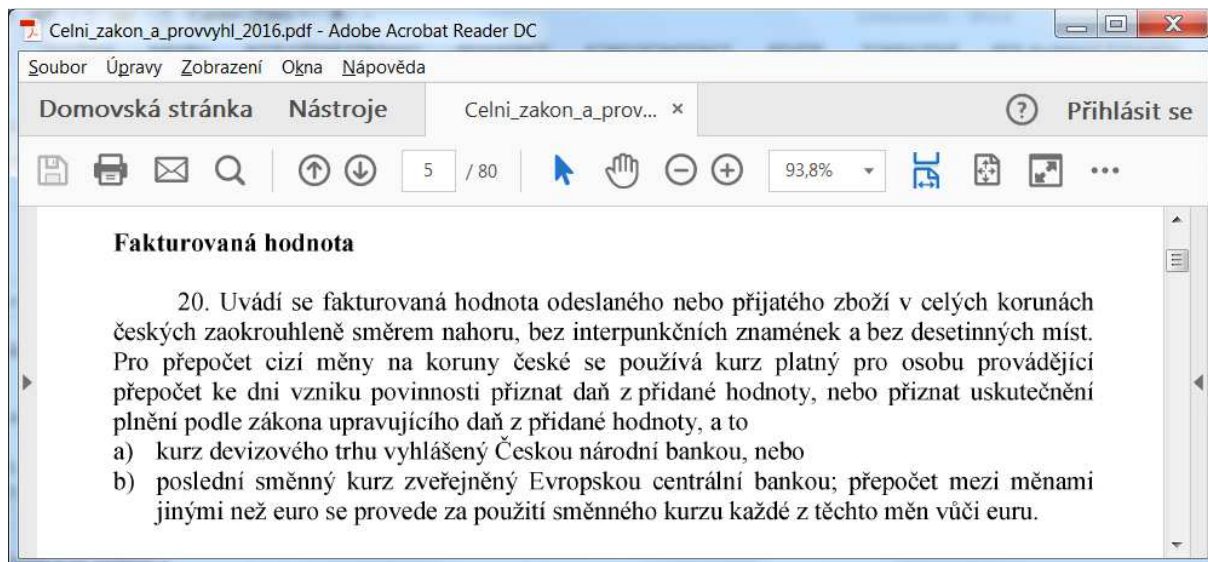 Celni_zakon_a_provvyhl_2016.pdf - Adobe Acrobat Reader DC
Soubor Úpravy Zobrazení Okna Nápověda
Domovská stránka Nástroje Celni_zakon_a_prov... × ? Přihlásit se
5 / 80 93,8%
Fakturovaná hodnota
20. Uvádí se fakturovaná hodnota odeslaného nebo přijatého zboží v celých korunách
českých zaokrouhleně směrem nahoru, bez interpunkčních znamének a bez desetinných míst.
Pro přepočet cizí měny na koruny české se používá kurz platný pro osobu provádějící
přepočet ke dni vzniku povinnosti přiznat daň z přidané hodnoty, nebo přiznat uskutečnění
plnění podle zákona upravujícího daň z přidané hodnoty, a to
a) kurz devizového trhu vyhlášený Českou národní bankou, nebo
b) poslední směnný kurz zveřejněný Evropskou centrální bankou; přepočet mezi měnami
jinými než euro se provede za použití směnného kurzu každé z těchto měn vůči euru.